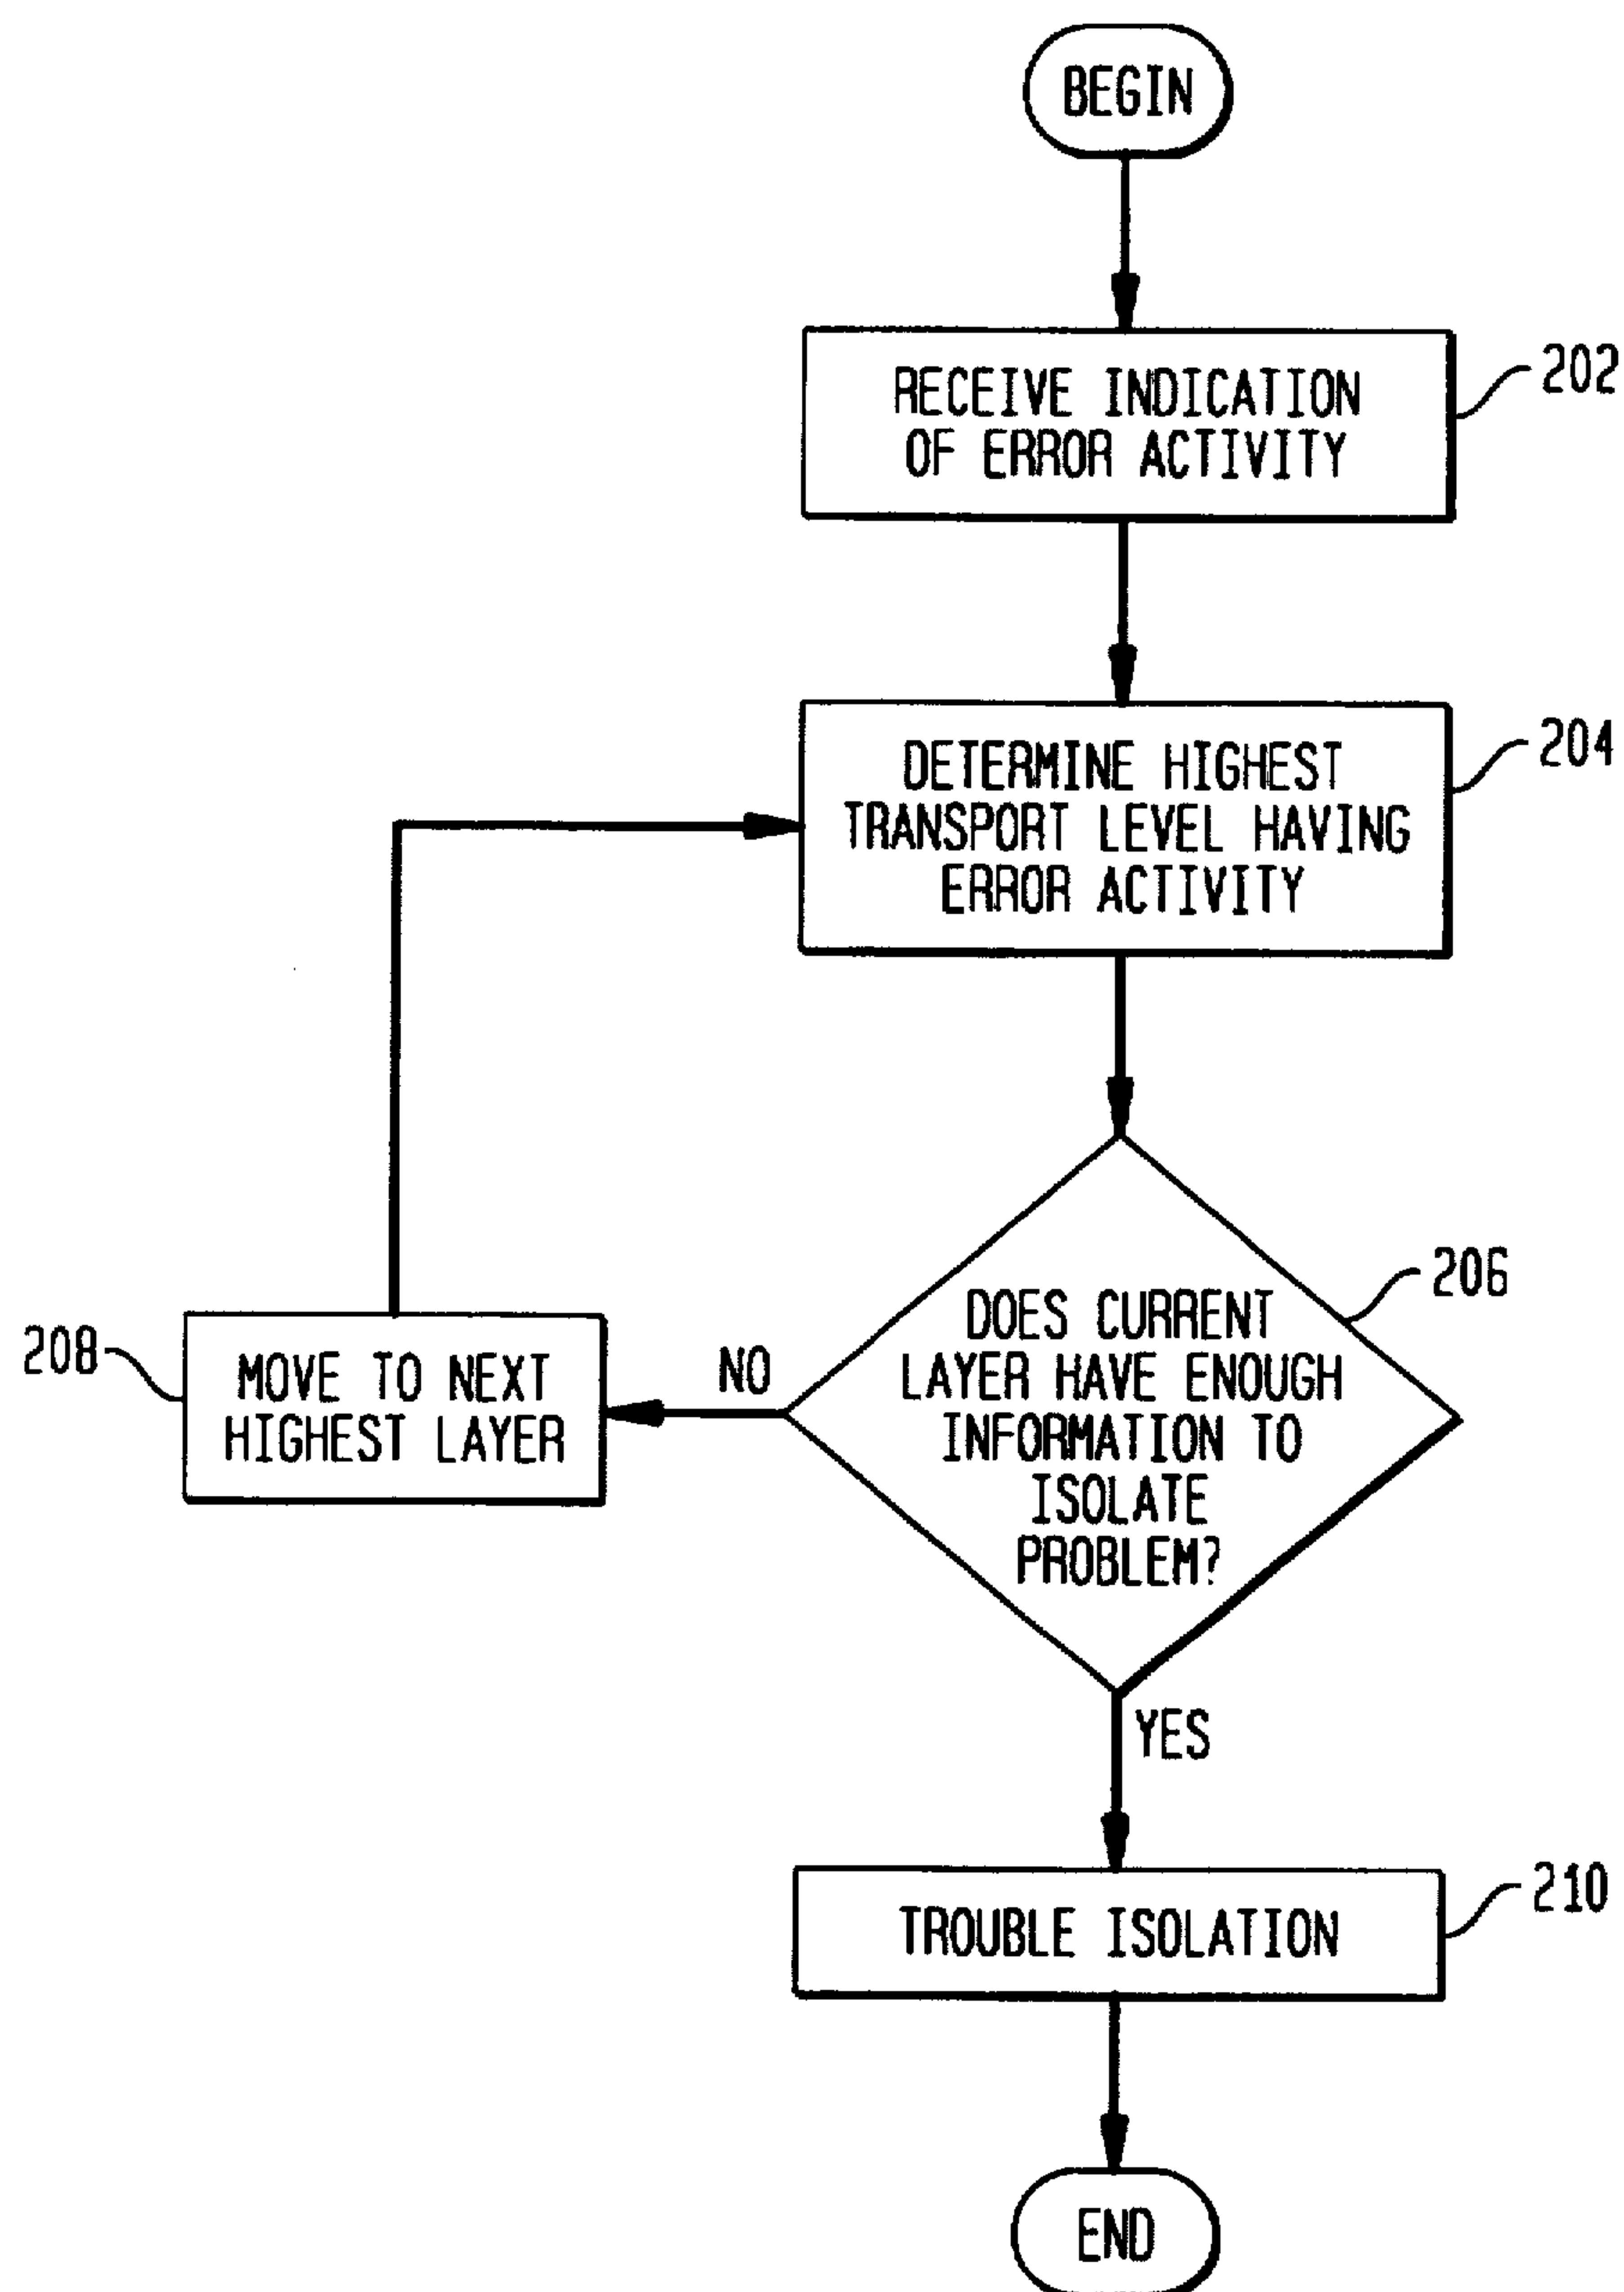 BEGIN
RECEIVE INDICATION
OF ERROR ACTIVITY
202
DETERMINE HIGHEST
TRANSPORT LEVEL HAVING
ERROR ACTIVITY
204
DOES CURRENT
LAYER HAVE ENOUGH
INFORMATION TO
ISOLATE
PROBLEM?
206
NO
MOVE TO NEXT
HIGHEST LAYER
208
YES
TROUBLE ISOLATION
210
END